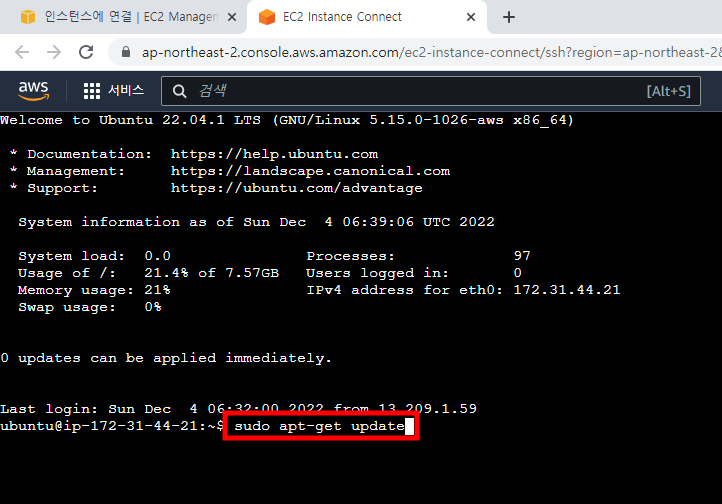 인스턴스에 연결 | EC2 Managem
EC2 Instance Connect
ap-northeast-2.console.aws.amazon.com/ec2-instance-connect/ssh?region=ap-northeast-2&
aws
서비스
검색
[Alt+S]
Welcome to Ubuntu 22.04.1 LTS (GNU/Linux 5.15.0-1026-aws x86_64)
* Documentation:  https://help.ubuntu.com
* Management:     https://landscape.canonical.com
* Support:        https://ubuntu.com/advantage
System information as of Sun Dec  4 06:39:06 UTC 2022
System load:  0.0               Processes:             97
Usage of /:   21.4% of 7.57GB   Users logged in:       0
Memory usage: 21%               IPv4 address for eth0: 172.31.44.21
Swap usage:   0%
0 updates can be applied immediately.
Last login: Sun Dec  4 06:32:00 2022 from 13.209.1.59
ubuntu@ip-172-31-44-21:~$ sudo apt-get update